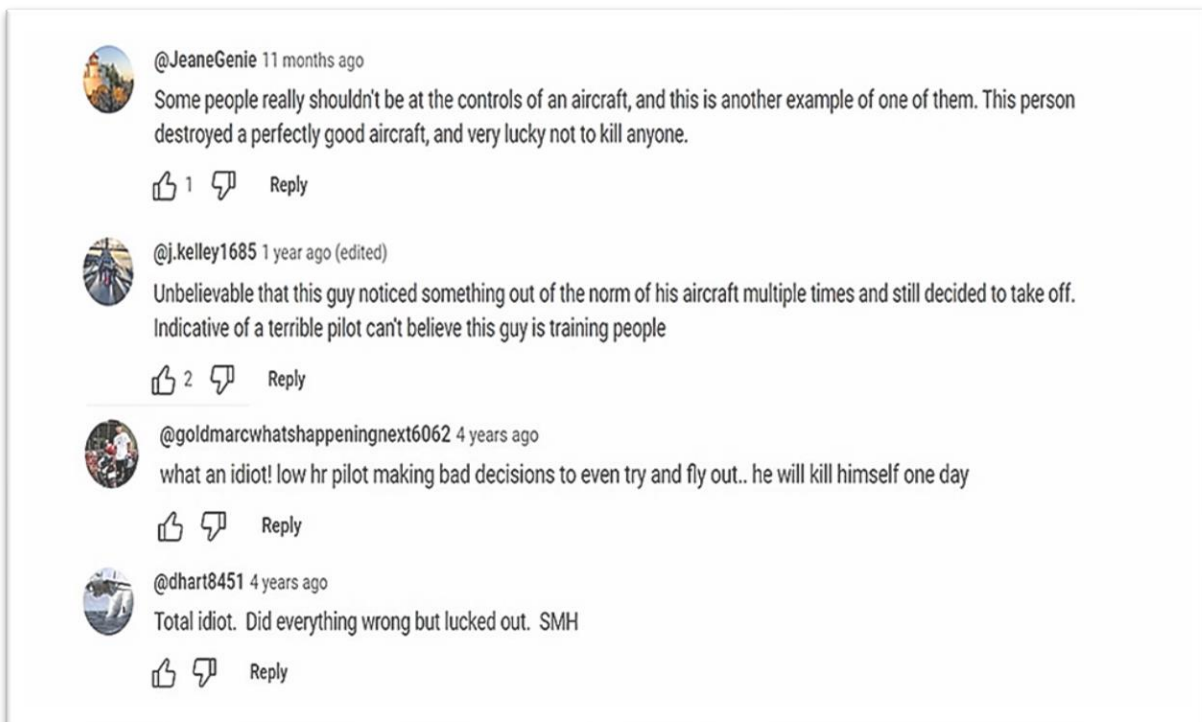 @JeaneGenie 11 months ago
Some people really shouldn't be at the controls of an aircraft, and this is another example of one of them. This person
destroyed a perfectly good aircraft, and very lucky not to kill anyone.
1 Reply
@j.kelley1685 1 year ago (edited)
Unbelievable that this guy noticed something out of the norm of his aircraft multiple times and still decided to take off.
Indicative of a terrible pilot can't believe this guy is training people
2 Reply
@goldmarcwhatshappeningnext6062 4 years ago
what an idiot! low hr pilot making bad decisions to even try and fly out.. he will kill himself one day
Reply
@dhart8451 4 years ago
Total idiot. Did everything wrong but lucked out. SMH
Reply